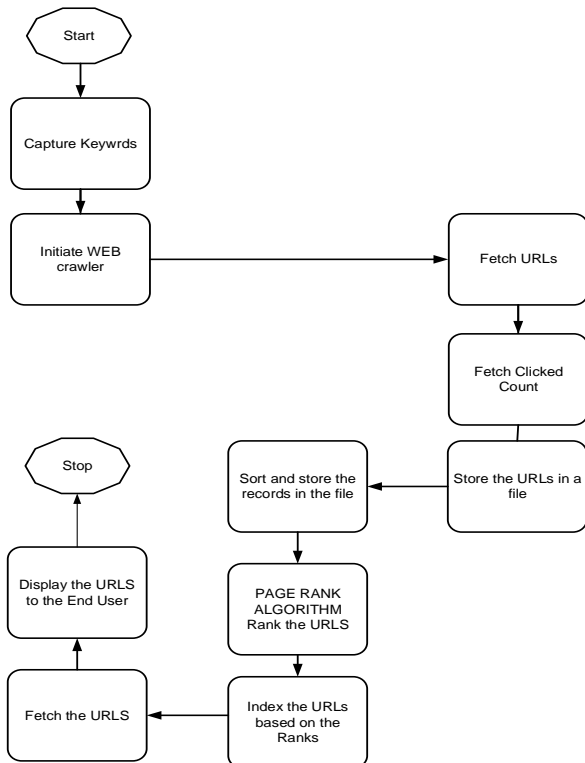 Start
Capture Keywrds
Initiate WEB
crawler
Fetch URLs
Fetch Clicked
Count
Store the URLs in a
file
Sort and store the
records in the file
PAGE RANK
ALGORITHM
Rank the URLS
Index the URLs
based on the
Ranks
Fetch the URLS
Display the URLS
to the End User
Stop